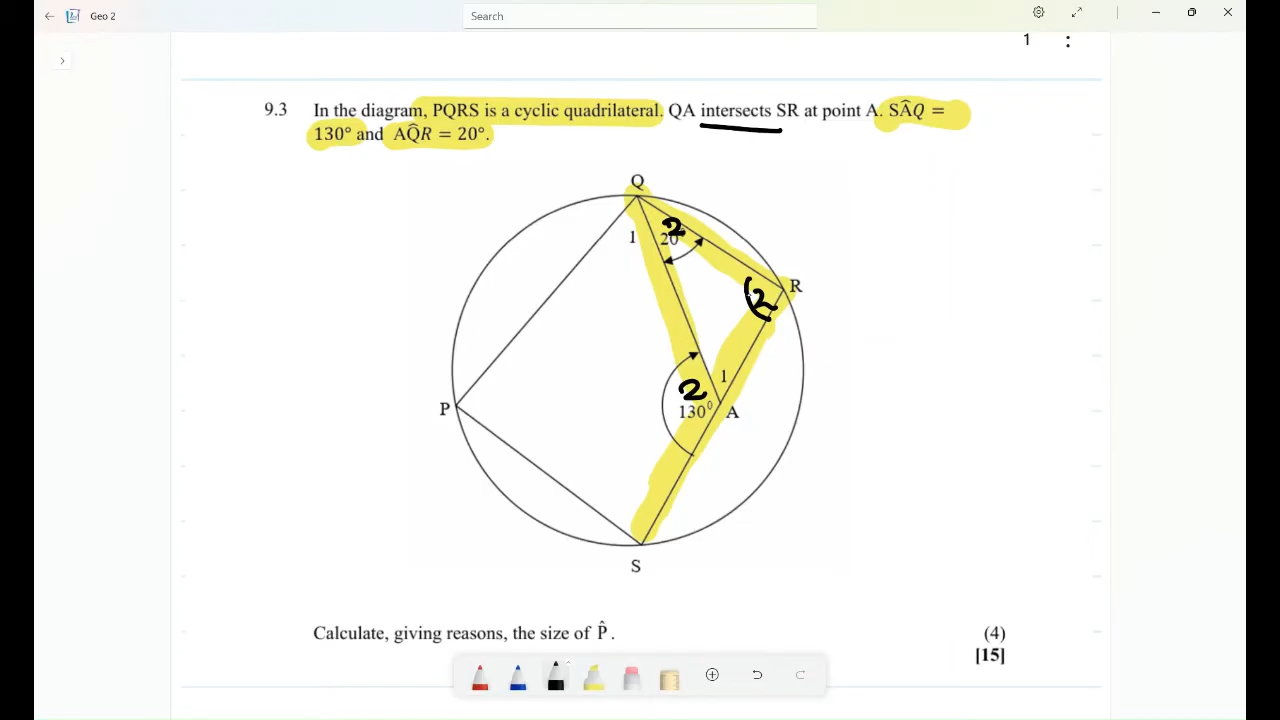 Geo 2
Search
1
9.3 In the diagram, PQRS is a cyclic quadrilateral. QA intersects SR at point A. SÂQ =
130° and AQ̂R = 20°.
Q
1 20° 2
R
2
2 1
P 130⁰ A
S
Calculate, giving reasons, the size of P̂. (4)
[15]